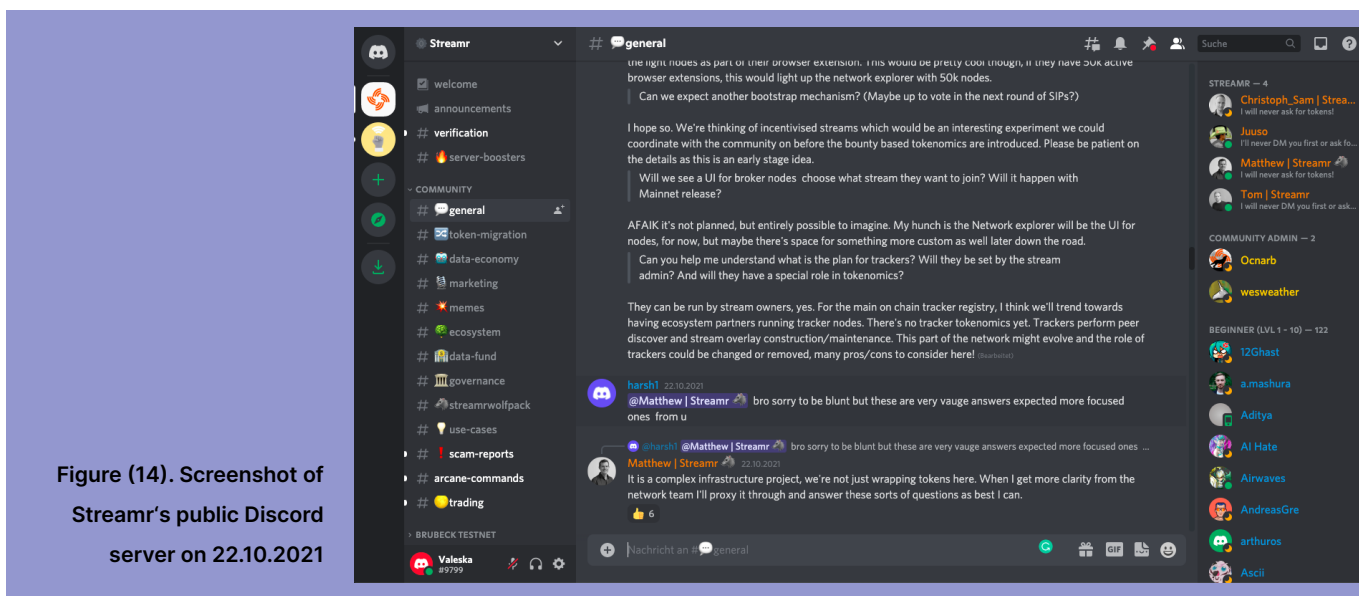 Figure (14). Screenshot of
Streamr's public Discord
server on 22.10.2021
Streamr
welcome
announcements
# verification
# server-boosters
COMMUNITY
# general
# token-migration
# data-economy
# marketing
# memes
# ecosystem
# data-fund
# governance
# streamrwolfpack
# use-cases
# scam-reports
# arcane-commands
# trading
BRUBECK TESTNET
Valeska
#9799
# general
Suche
the light nodes as part of their browser extension. This would be pretty cool though, if they have 50k active
browser extensions, this would light up the network explorer with 50k nodes.
Can we expect another bootstrap mechanism? (Maybe up to vote in the next round of SIPs?)
I hope so. We're thinking of incentivised streams which would be an interesting experiment we could
coordinate with the community on before the bounty based tokenomics are introduced. Please be patient on
the details as this is an early stage idea.
Will we see a UI for broker nodes choose what stream they want to join? Will it happen with
Mainnet release?
AFAIK it's not planned, but entirely possible to imagine. My hunch is the Network explorer will be the UI for
nodes, for now, but maybe there's space for something more custom as well later down the road.
Can you help me understand what is the plan for trackers? Will they be set by the stream
admin? And will they have a special role in tokenomics?
They can be run by stream owners, yes. For the main on chain tracker registry, I think we'll trend towards
having ecosystem partners running tracker nodes. There's no tracker tokenomics yet. Trackers perform peer
discover and stream overlay construction/maintenance. This part of the network might evolve and the role of
trackers could be changed or removed, many pros/cons to consider here! (Bearbeitet)
harsh1 22.10.2021
@Matthew | Streamr bro sorry to be blunt but these are very vauge answers expected more focused
ones from u
@harsh1 @Matthew | Streamr bro sorry to be blunt but these are very vauge answers expected more focused ones ...
Matthew | Streamr 22.10.2021
It is a complex infrastructure project, we're not just wrapping tokens here. When I get more clarity from the
network team I'll proxy it through and answer these sorts of questions as best I can.
👍 6
Nachricht an #general
GIF
STREAMR — 4
Christoph_Sam | Strea...
I will never ask for tokens!
Juuso
I'll never DM you first or ask fo...
Matthew | Streamr
I will never ask for tokens!
Tom | Streamr
I will never DM you first or ask...
COMMUNITY ADMIN — 2
Ocnarb
wesweather
BEGINNER (LVL 1 - 10) — 122
12Ghast
a.mashura
Aditya
AI Hate
Airwaves
AndreasGre
arthuros
Ascii